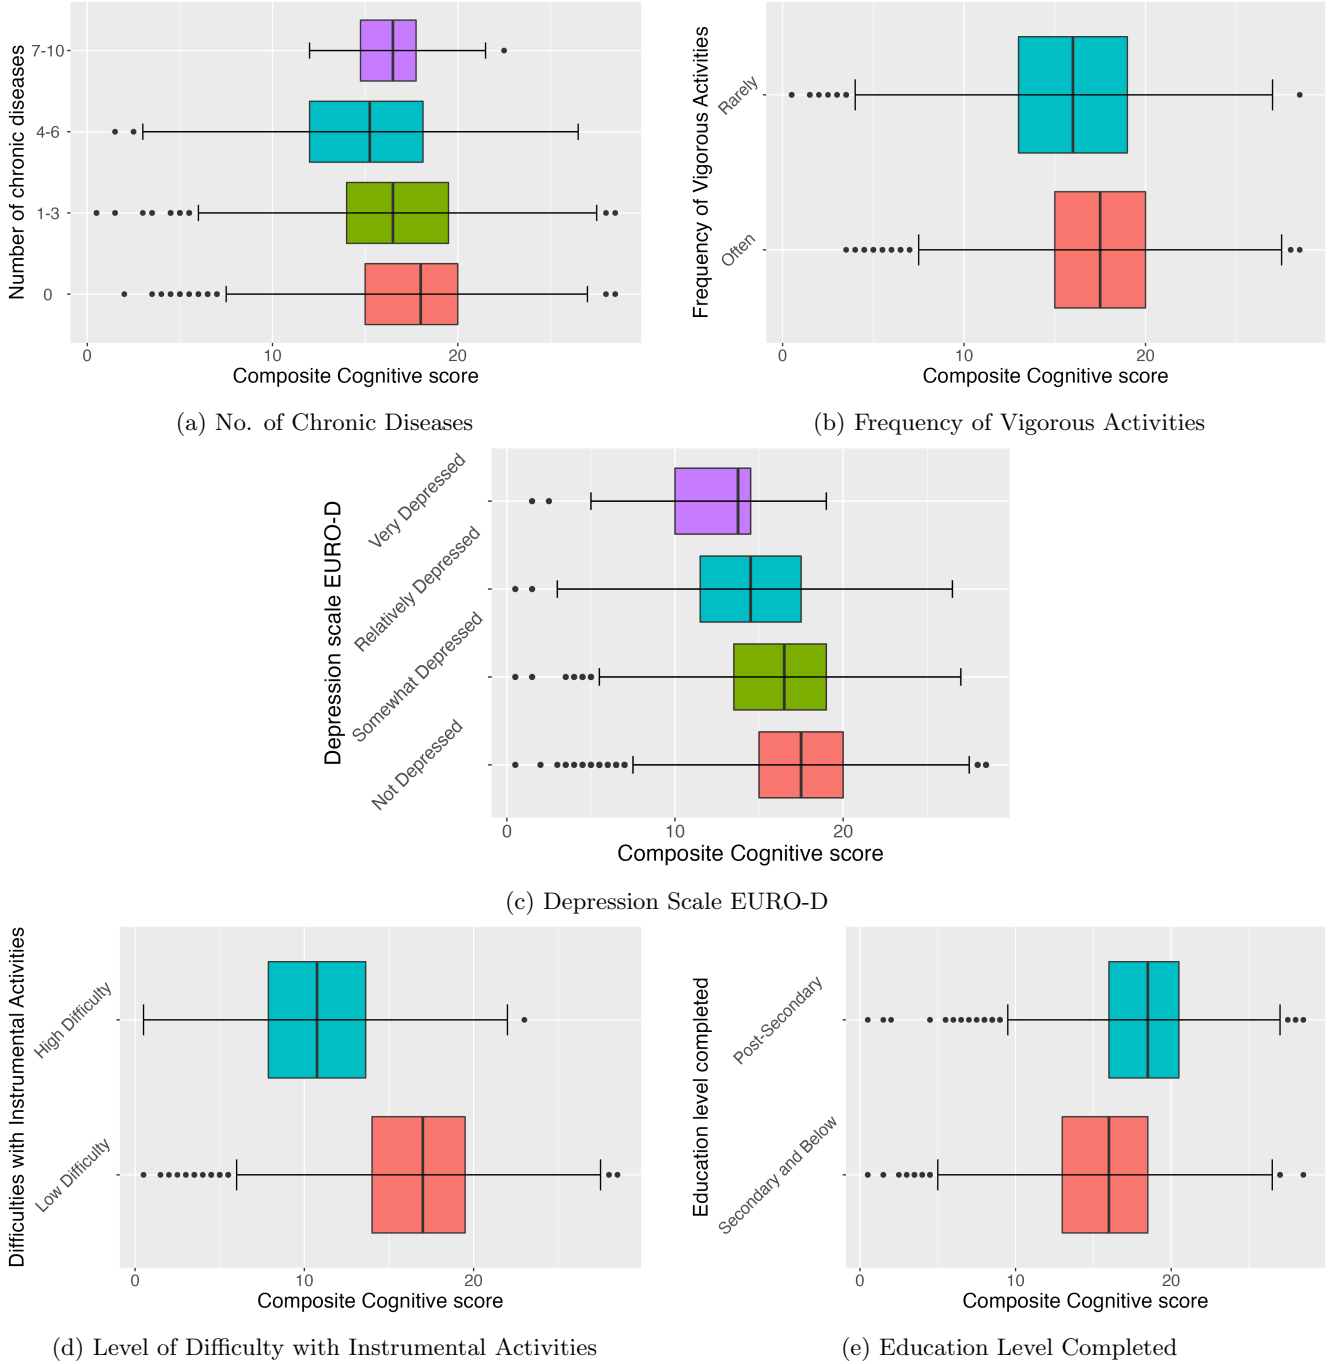 Number of chronic diseases
7-10
4-6
1-3
0
0 10 20
Composite Cognitive score
(a) No. of Chronic Diseases
Frequency of Vigorous Activities
Rarely
Often
0 10 20
Composite Cognitive score
(b) Frequency of Vigorous Activities
Depression scale EURO-D
Very Depressed
Relatively Depressed
Somewhat Depressed
Not Depressed
0 10 20
Composite Cognitive score
(c) Depression Scale EURO-D
Difficulties with Instrumental Activities
High Difficulty
Low Difficulty
0 10 20
Composite Cognitive score
(d) Level of Difficulty with Instrumental Activities
Education level completed
Post-Secondary
Secondary and Below
0 10 20
Composite Cognitive score
(e) Education Level Completed